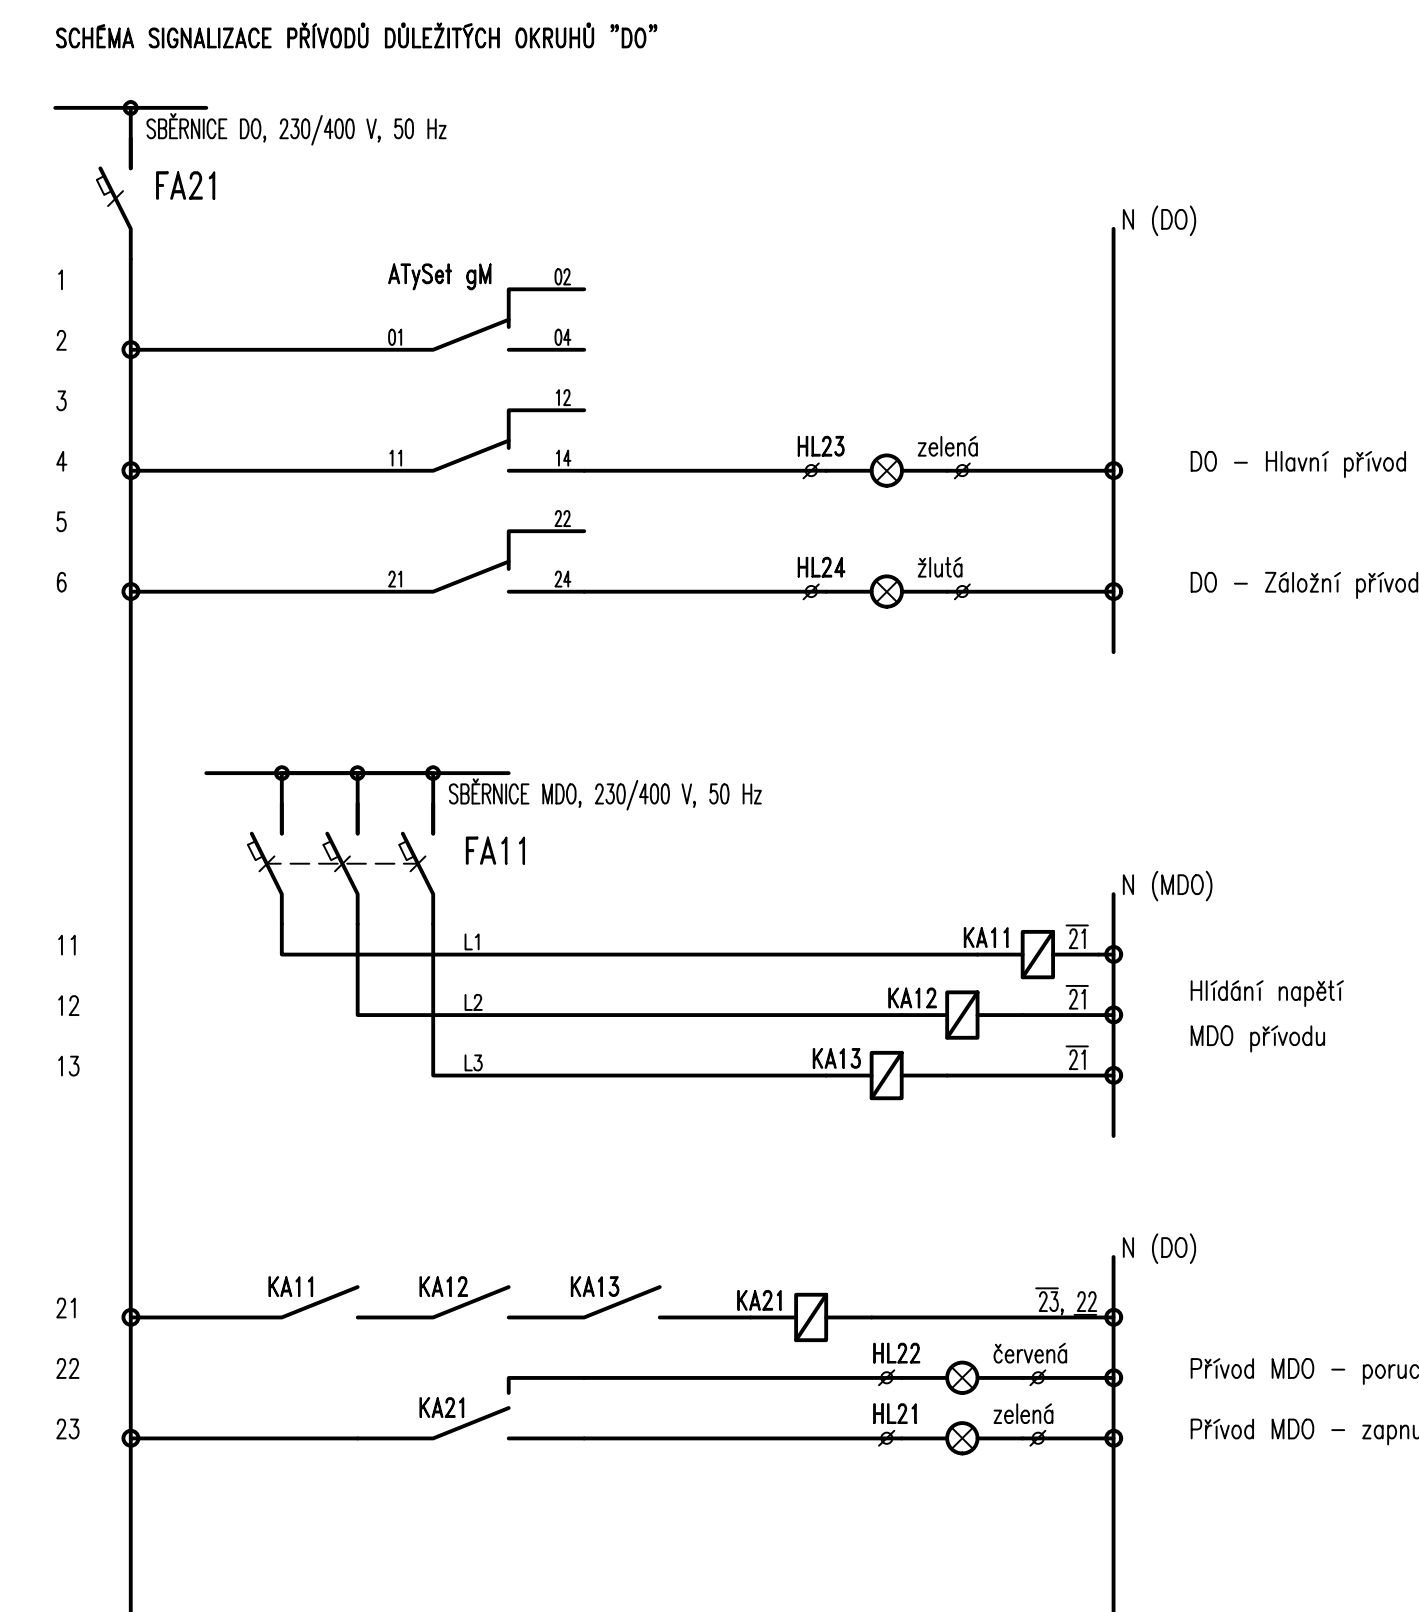 SCHÉMA SIGNALIZACE PŘÍVODŮ DŮLEŽITÝCH OKRUHŮ "DO"
SBĚRNICE DO, 230/400 V, 50 Hz
FA21
N (DO)
1
ATySet gM
02
2
01
04
3
12
4
11
14
HL23
zelená
DO – Hlavní přívod
5
22
6
21
24
HL24
žlutá
DO – Záložní přívod
SBĚRNICE MDO, 230/400 V, 50 Hz
FA11
N (MDO)
11
L1
KA11
21
12
L2
KA12
21
Hlídání napětí
MDO přívodu
13
L3
KA13
21
N (DO)
21
KA11
KA12
KA13
KA21
23, 22
22
HL22
červená
Přívod MDO – poruc
23
KA21
HL21
zelená
Přívod MDO – zapnu